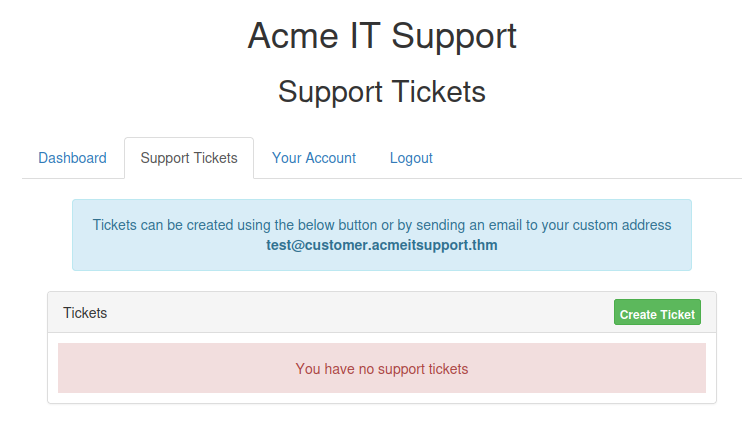 Acme IT Support
Support Tickets
Dashboard Support Tickets Your Account Logout
Tickets can be created using the below button or by sending an email to your custom address
test@customer.acmeitsupport.thm
Tickets Create Ticket
You have no support tickets